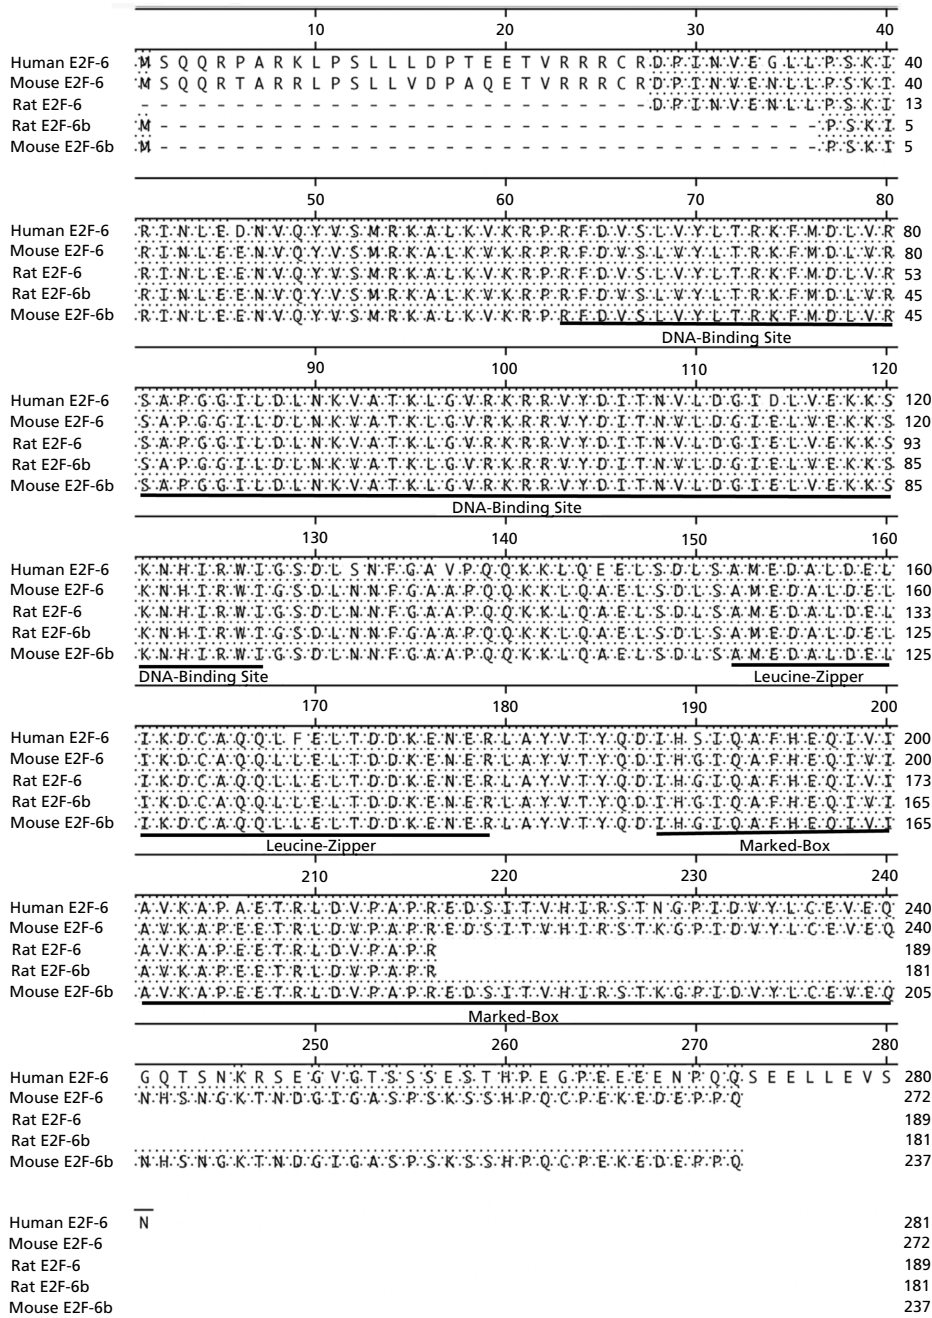 10 20 30 40
Human E2F-6 M S Q Q R P A R K L P S L L L D P T E E T V R R R C R D P I N V E G L L P S K I 40
Mouse E2F-6 M S Q Q R T A R R L P S L L V D P A Q E T V R R R C R D P I N V E N L L P S K I 40
Rat E2F-6 - - - - - - - - - - - - - - - - - - - - - - - - - - - D P I N V E N L L P S K I 13
Rat E2F-6b M - - - - - - - - - - - - - - - - - - - - - - - - - - - - - - - - - - - P S K I 5
Mouse E2F-6b M - - - - - - - - - - - - - - - - - - - - - - - - - - - - - - - - - - - P S K I 5
50 60 70 80
Human E2F-6 R I N L E D N V Q Y V S M R K A L K V K R P R F D V S L V Y L T R K F M D L V R 80
Mouse E2F-6 R I N L E E N V Q Y V S M R K A L K V K R P R F D V S L V Y L T R K F M D L V R 80
Rat E2F-6 R I N L E E N V Q Y V S M R K A L K V K R P R F D V S L V Y L T R K F M D L V R 53
Rat E2F-6b R I N L E E N V Q Y V S M R K A L K V K R P R F D V S L V Y L T R K F M D L V R 45
Mouse E2F-6b R I N L E E N V Q Y V S M R K A L K V K R P R F D V S L V Y L T R K F M D L V R 45
DNA-Binding Site
90 100 110 120
Human E2F-6 S A P G G I L D L N K V A T K L G V R K R R V Y D I T N V L D G I D L V E K K S 120
Mouse E2F-6 S A P G G I L D L N K V A T K L G V R K R R V Y D I T N V L D G I E L V E K K S 120
Rat E2F-6 S A P G G I L D L N K V A T K L G V R K R R V Y D I T N V L D G I E L V E K K S 93
Rat E2F-6b S A P G G I L D L N K V A T K L G V R K R R V Y D I T N V L D G I E L V E K K S 85
Mouse E2F-6b S A P G G I L D L N K V A T K L G V R K R R V Y D I T N V L D G I E L V E K K S 85
DNA-Binding Site
130 140 150 160
Human E2F-6 K N H I R W I G S D L S N F G A V P Q Q K K L Q E E L S D L S A M E D A L D E L 160
Mouse E2F-6 K N H I R W I G S D L N N F G A A P Q Q K K L Q A E L S D L S A M E D A L D E L 160
Rat E2F-6 K N H I R W I G S D L N N F G A A P Q Q K K L Q A E L S D L S A M E D A L D E L 133
Rat E2F-6b K N H I R W I G S D L N N F G A A P Q Q K K L Q A E L S D L S A M E D A L D E L 125
Mouse E2F-6b K N H I R W I G S D L N N F G A A P Q Q K K L Q A E L S D L S A M E D A L D E L 125
DNA-Binding Site Leucine-Zipper
170 180 190 200
Human E2F-6 I K D C A Q Q L F E L T D D K E N E R L A Y V T Y Q D I H S I Q A F H E Q I V I 200
Mouse E2F-6 I K D C A Q Q L L E L T D D K E N E R L A Y V T Y Q D I H G I Q A F H E Q I V I 200
Rat E2F-6 I K D C A Q Q L L E L T D D K E N E R L A Y V T Y Q D I H G I Q A F H E Q I V I 173
Rat E2F-6b I K D C A Q Q L L E L T D D K E N E R L A Y V T Y Q D I H G I Q A F H E Q I V I 165
Mouse E2F-6b I K D C A Q Q L L E L T D D K E N E R L A Y V T Y Q D I H G I Q A F H E Q I V I 165
Leucine-Zipper Marked-Box
210 220 230 240
Human E2F-6 A V K A P A E T R L D V P A P R E D S I T V H I R S T N G P I D V Y L C E V E Q 240
Mouse E2F-6 A V K A P E E T R L D V P A P R E D S I T V H I R S T K G P I D V Y L C E V E Q 240
Rat E2F-6 A V K A P E E T R L D V P A P R 189
Rat E2F-6b A V K A P E E T R L D V P A P R 181
Mouse E2F-6b A V K A P E E T R L D V P A P R E D S I T V H I R S T K G P I D V Y L C E V E Q 205
Marked-Box
250 260 270 280
Human E2F-6 G Q T S N K R S E G V G T S S S E S T H P E G P E E E E N P Q Q S E E L L E V S 280
Mouse E2F-6 N H S N G K T N D G I G A S P S K S S H P Q C P E K E D E P P Q 272
Rat E2F-6 189
Rat E2F-6b 181
Mouse E2F-6b N H S N G K T N D G I G A S P S K S S H P Q C P E K E D E P P Q 237
Human E2F-6 N 281
Mouse E2F-6 272
Rat E2F-6 189
Rat E2F-6b 181
Mouse E2F-6b 237